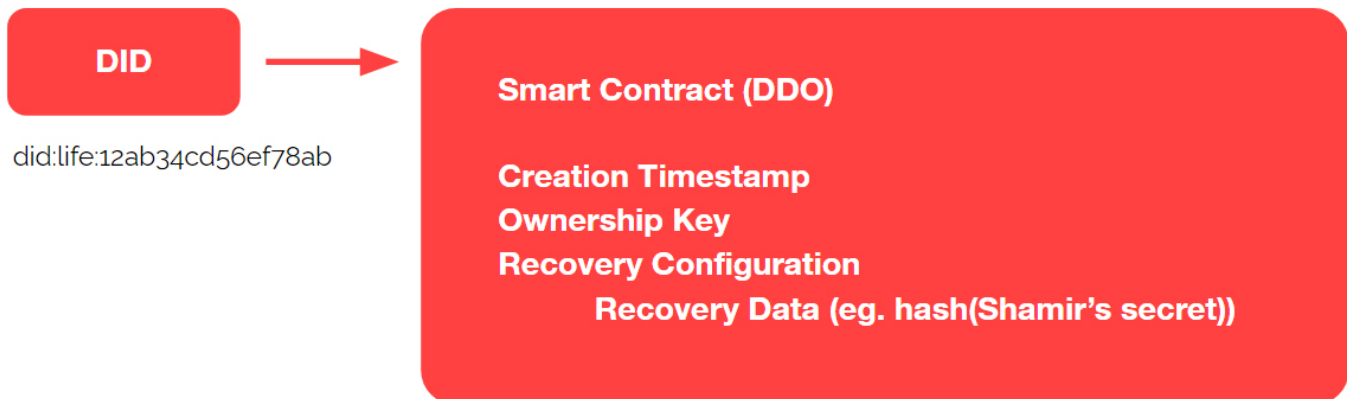 DID
did:life:12ab34cd56ef78ab
Smart Contract (DDO)
Creation Timestamp
Ownership Key
Recovery Configuration
Recovery Data (eg. hash(Shamir’s secret))